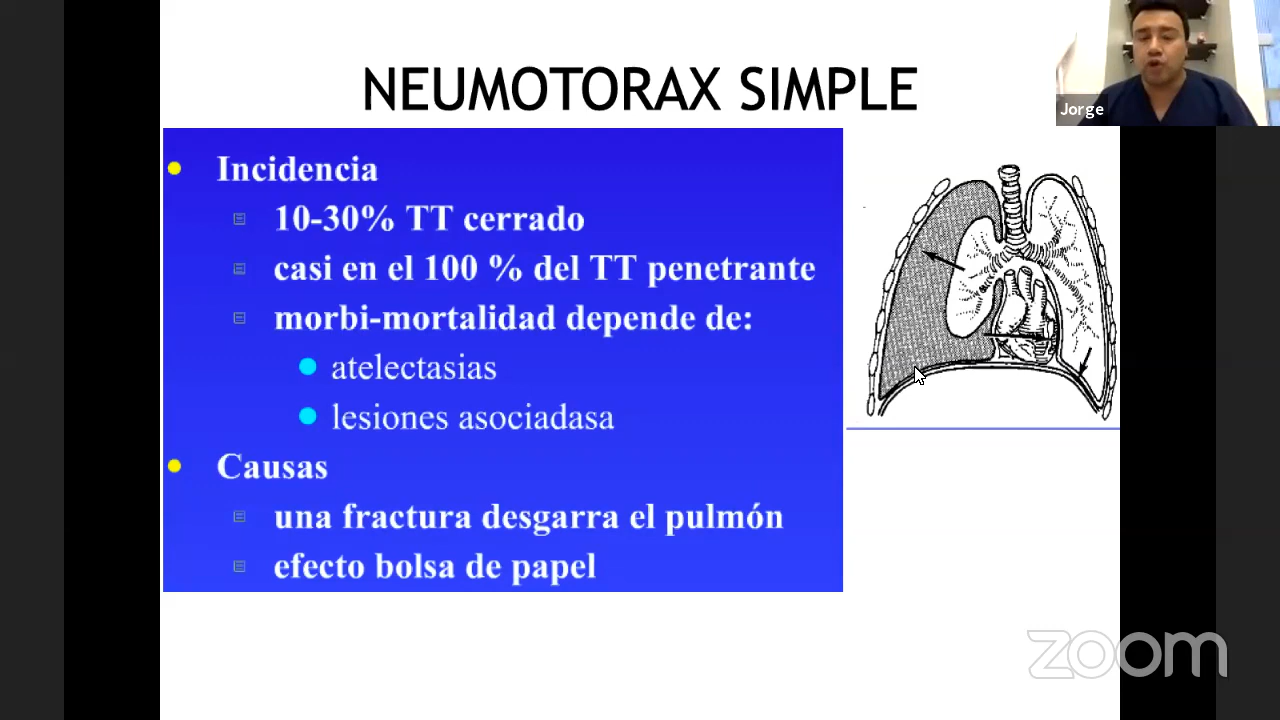 NEUMOTORAX SIMPLE
Jorge
Incidencia
10-30% TT cerrado
casi en el 100 % del TT penetrante
morbi-mortalidad depende de:
atelectasias
lesiones asociadasa
Causas
una fractura desgarra el pulmón
efecto bolsa de papel
zoom